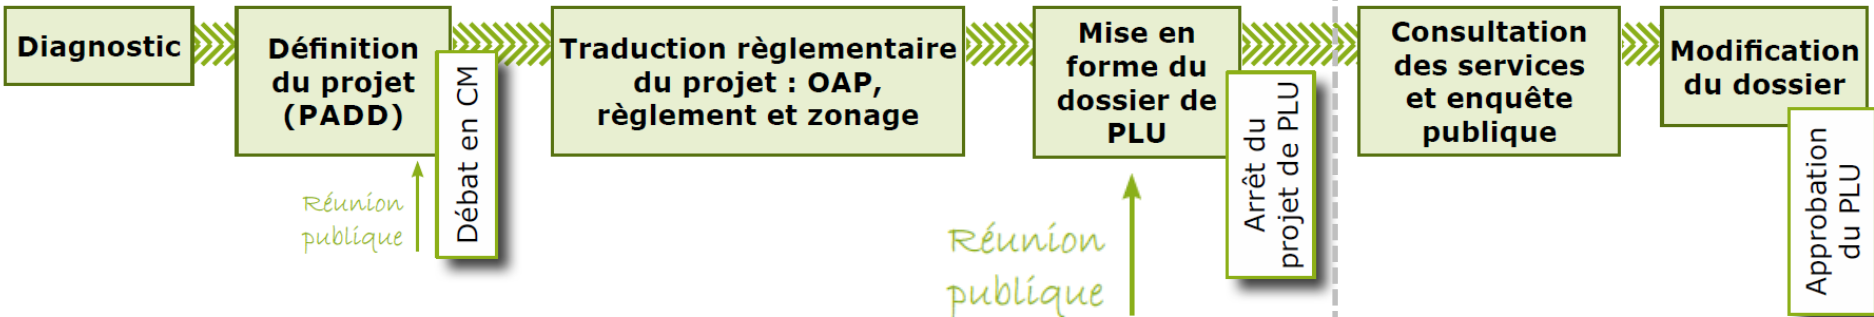 Diagnostic
Définition
du projet
(PADD)
Débat en CM
Réunion
publique
Traduction règlementaire
du projet : OAP,
règlement et zonage
Mise en
forme du
dossier de
PLU
Réunion
publique
Arrêt du
projet de PLU
Consultation
des services
et enquête
publique
Modification
du dossier
Approbation
du PLU